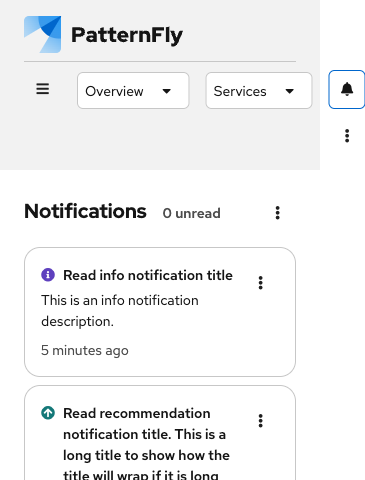 PatternFly
Overview
Services
Notifications
0 unread
Read info notification title
This is an info notification
description.
5 minutes ago
Read recommendation
notification title. This is a
long title to show how the
title will wrap if it is long